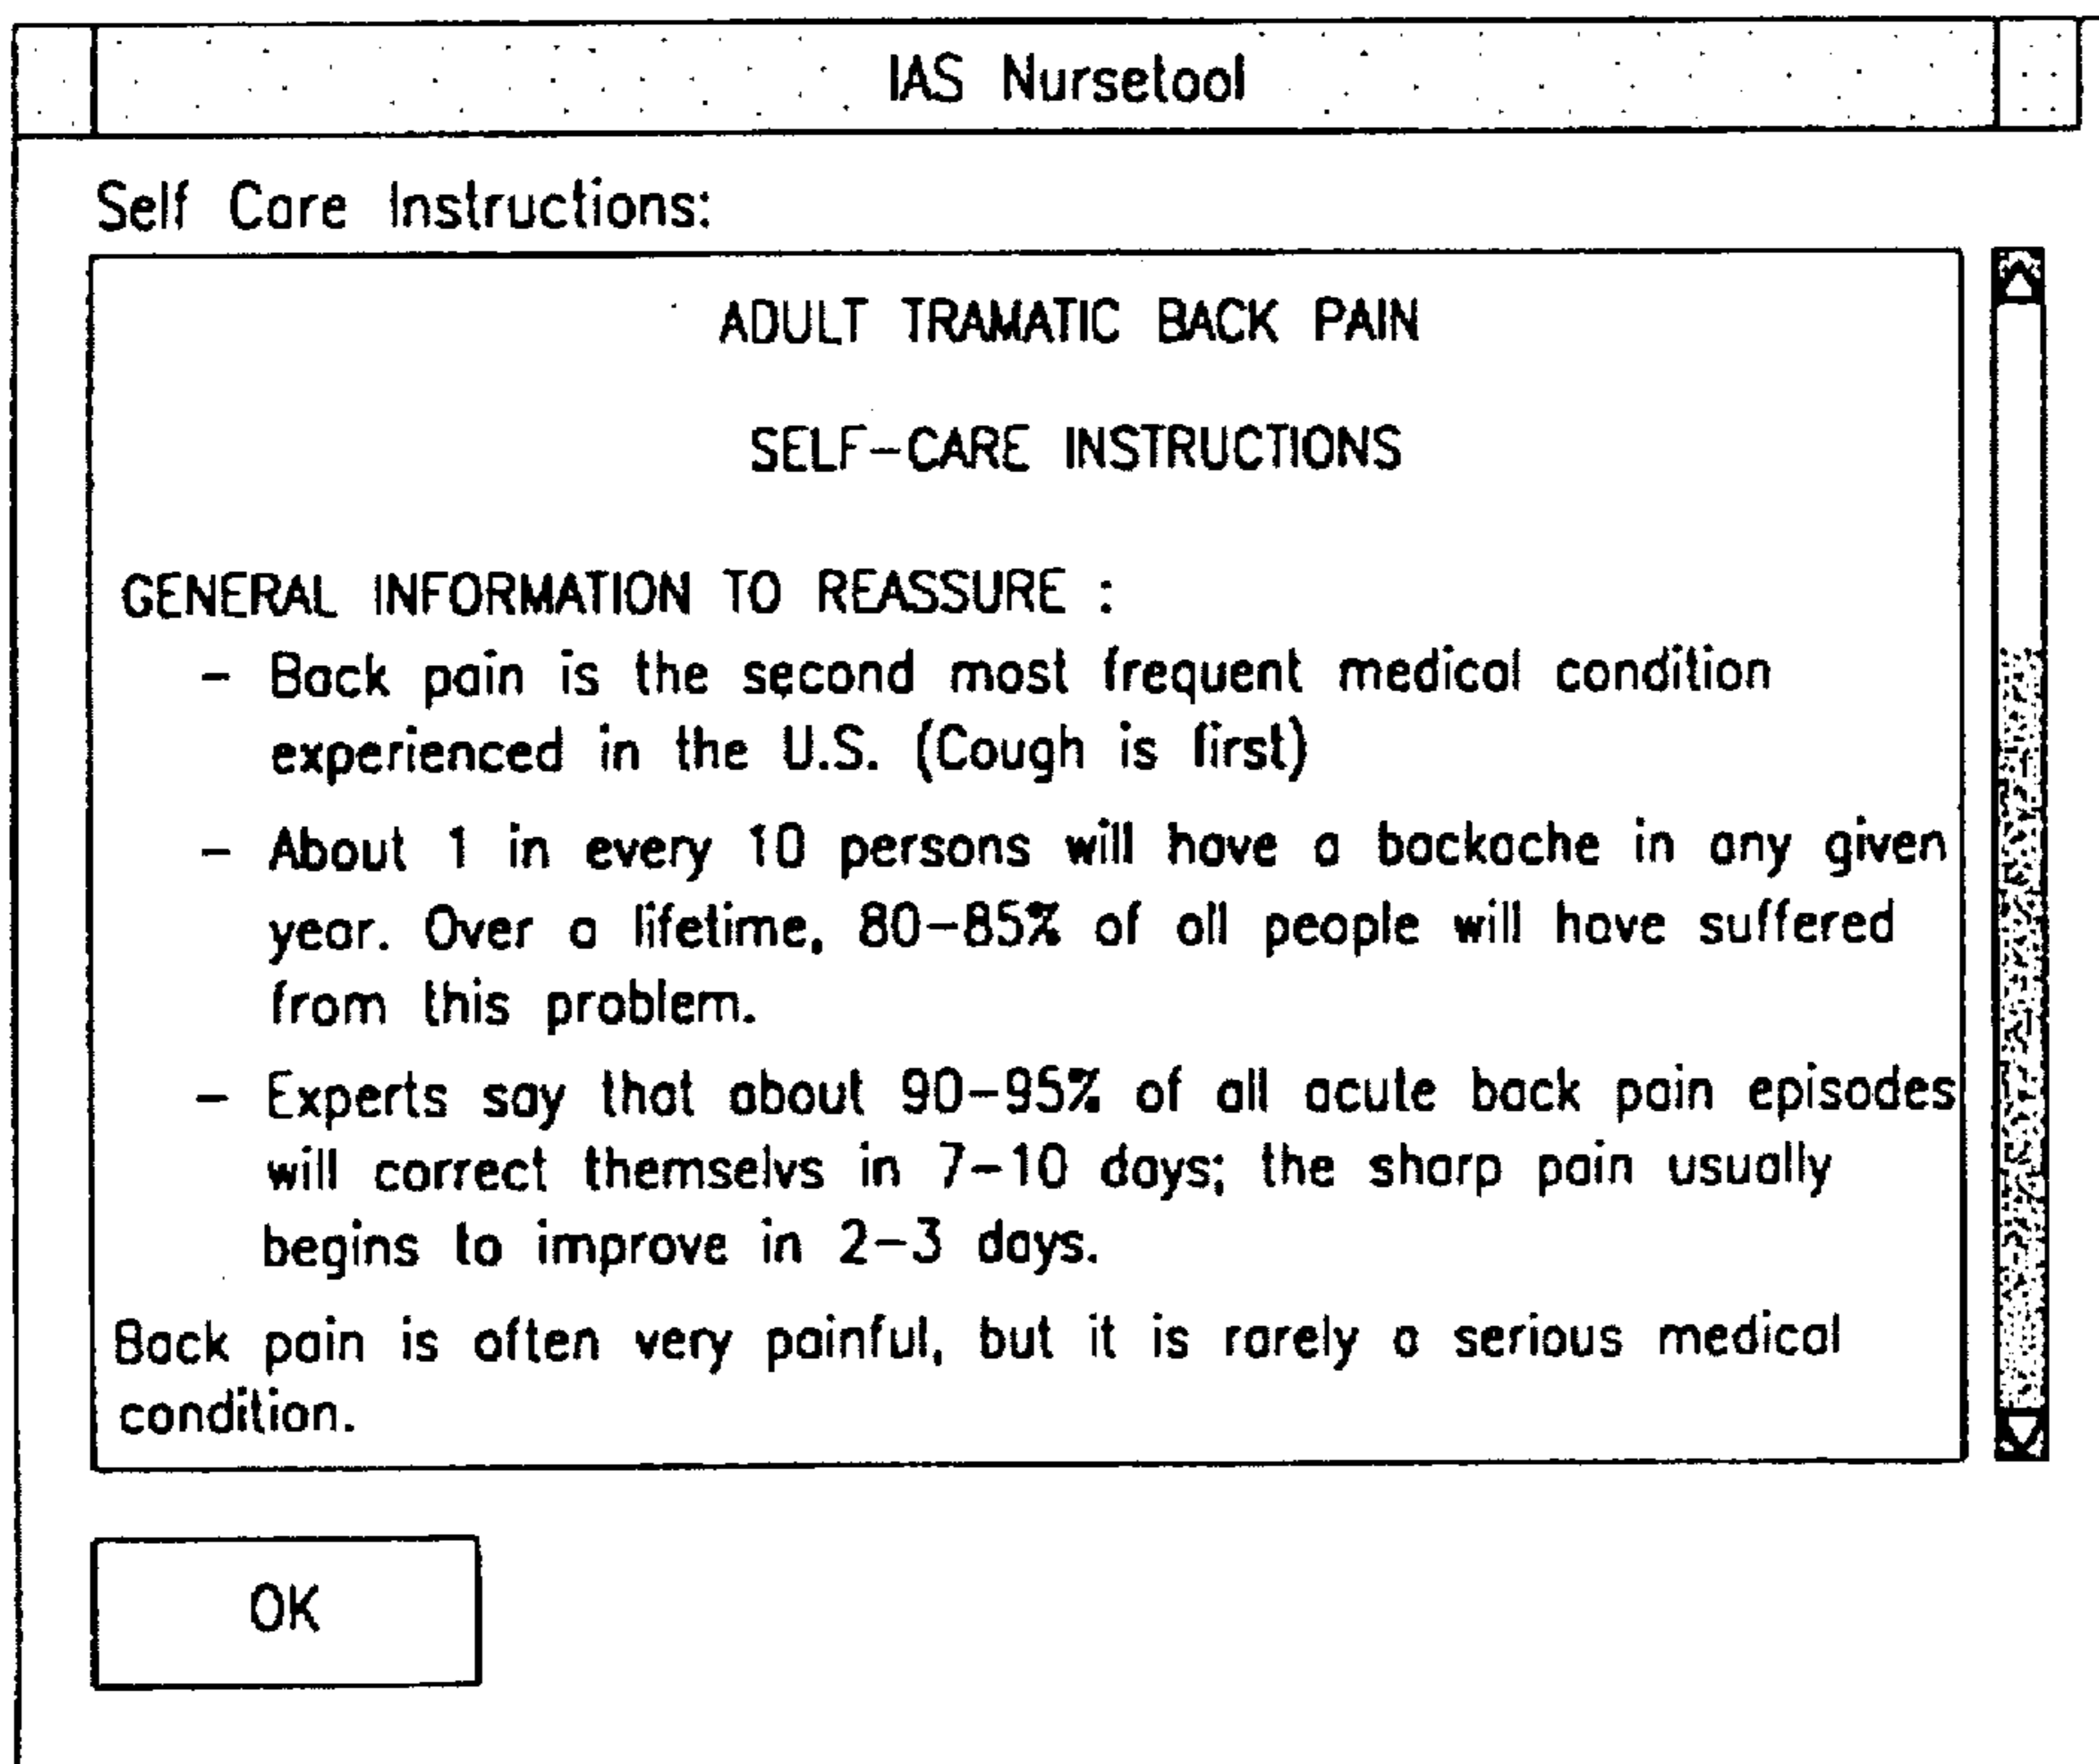 IAS Nursetool
Self Care Instructions:
ADULT TRAMATIC BACK PAIN
SELF-CARE INSTRUCTIONS
GENERAL INFORMATION TO REASSURE :
- Back pain is the second most frequent medical condition
experienced in the U.S. (Cough is first)
- About 1 in every 10 persons will have a backache in any given
year. Over a lifetime, 80-85% of all people will have suffered
from this problem.
- Experts say that about 90-95% of all acute back pain episodes
will correct themselvs in 7-10 days; the sharp pain usually
begins to improve in 2-3 days.
Back pain is often very painful, but it is rarely a serious medical
condition.
OK